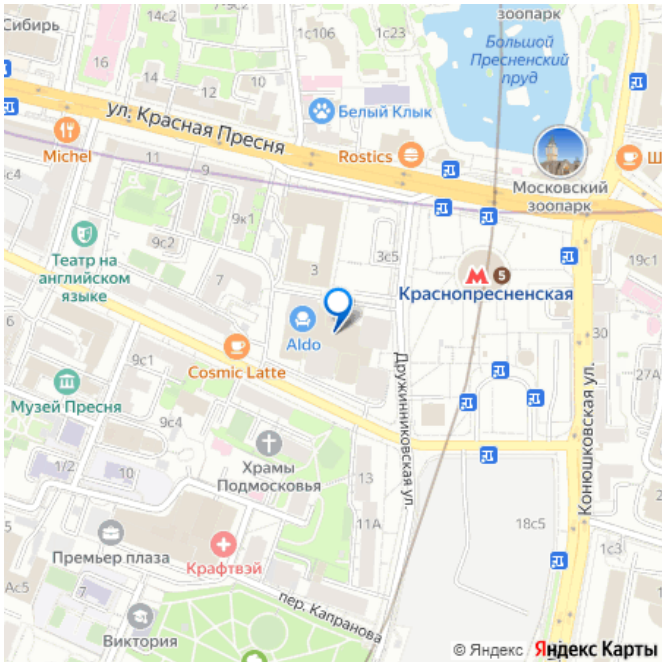 зоопарк
Большой
Пресненский
пруд
Сибирь
14с2
1с106
с23
16
14
12
10
ул. Красная Пресня
Белый Клык
Michel
Rostics
Ш
11
9
с4
Московский
зоопарк
9к1
9с2
3с5
19с1
Театр на
английском
языке
7
3
М
5
Краснопресненская
Aldo
30
Cosmic Latte
9с1
27А
Музей Пресня
9с4
Дружинниковская ул.
Конюшковская ул.
Храмы
Подмосковья
1/2
10
13
11А
18с5
Премьер плаза
Крафтвэй
1с3
Ас5
7
пер. Капранова
Виктория
© Яндекс
Яндекс Карты